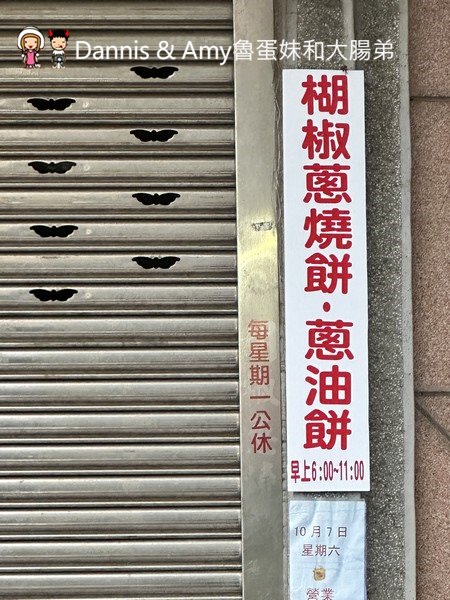 Dannis & Amy魯蛋妹和大腸弟
胡椒蔥燒餅·蔥油餅
早上6:00~11:00
每星期一公休
10月7日
星期六
營業